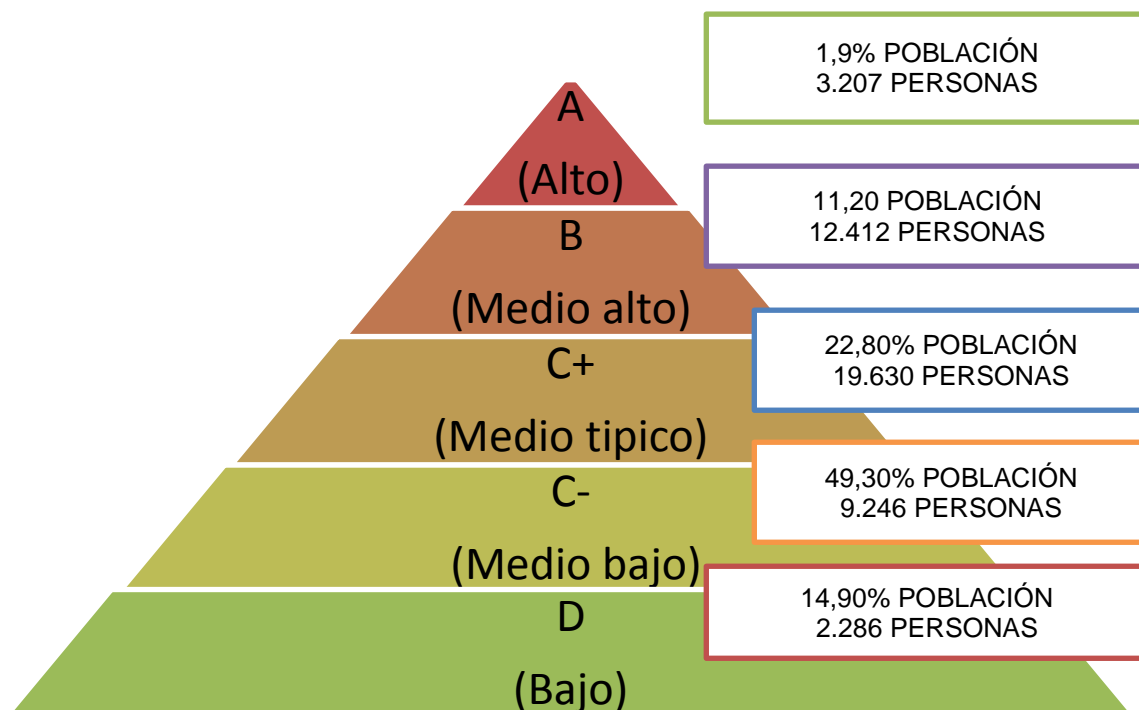 1,9% POBLACIÓN
3.207 PERSONAS
A
(Alto)
11,20 POBLACIÓN
12.412 PERSONAS
B
(Medio alto)
22,80% POBLACIÓN
19.630 PERSONAS
C+
(Medio tipico)
49,30% POBLACIÓN
9.246 PERSONAS
C-
(Medio bajo)
14,90% POBLACIÓN
2.286 PERSONAS
D
(Bajo)